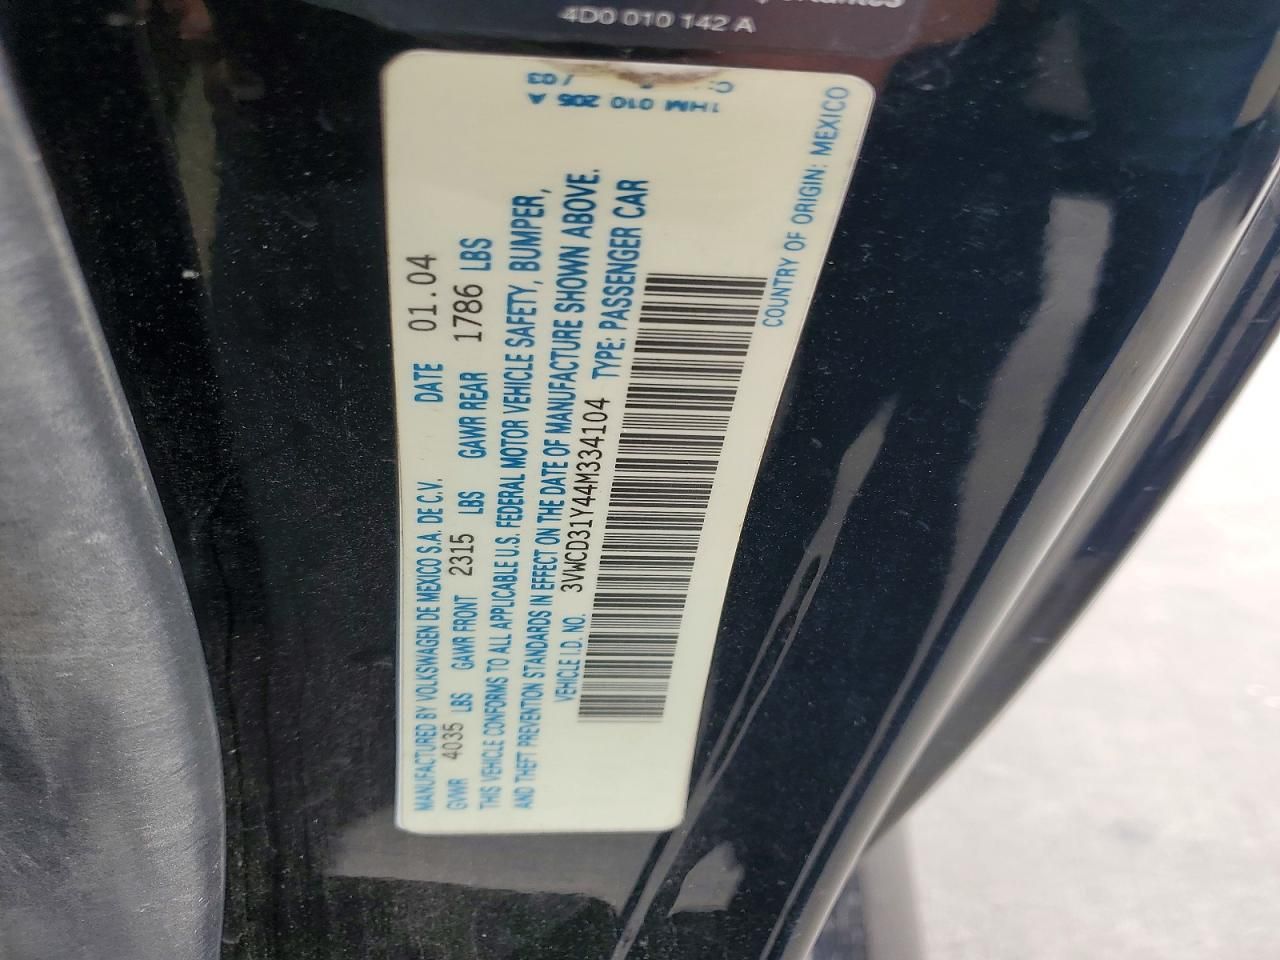 4D0 010 142 A
1HM 010 205 A
/ 03
MANUFACTURED BY VOLKSWAGEN DE MEXICO S.A. DE C.V. DATE 01.04
GVWR 4035 LBS GAWR FRONT 2315 LBS GAWR REAR 1786 LBS
THIS VEHICLE CONFORMS TO ALL APPLICABLE U.S. FEDERAL MOTOR VEHICLE SAFETY, BUMPER,
AND THEFT PREVENTION STANDARDS IN EFFECT ON THE DATE OF MANUFACTURE SHOWN ABOVE.
VEHICLE I.D. NO. 3VWCD31Y44M334104 TYPE: PASSENGER CAR
COUNTRY OF ORIGIN: MEXICO